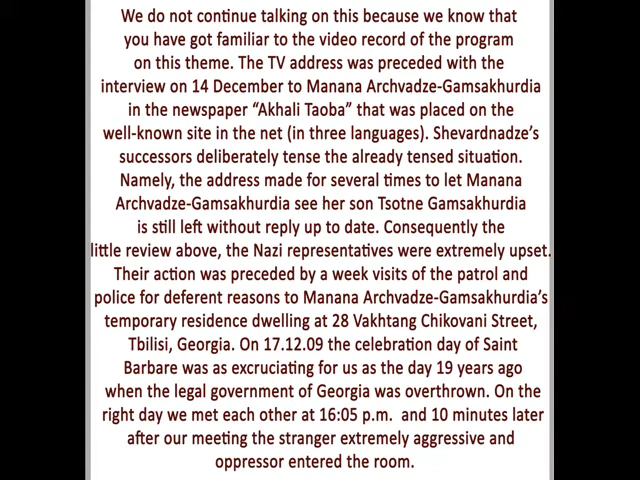 We do not continue talking on this because we know that
you have got familiar to the video record of the program
on this theme. The TV address was preceded with the
interview on 14 December to Manana Archvadze-Gamsakhurdia
in the newspaper “Akhali Taoba” that was placed on the
well-known site in the net (in three languages). Shevardnadze’s
successors deliberately tense the already tensed situation.
Namely, the address made for several times to let Manana
Archvadze-Gamsakhurdia see her son Tsotne Gamsakhurdia
is still left without reply up to date. Consequently the
little review above, the Nazi representatives were extremely upset.
Their action was preceded by a week visits of the patrol and
police for deferent reasons to Manana Archvadze-Gamsakhurdia’s
temporary residence dwelling at 28 Vakhtang Chikovani Street,
Tbilisi, Georgia. On 17.12.09 the celebration day of Saint
Barbare was as excruciating for us as the day 19 years ago
when the legal government of Georgia was overthrown. On the
right day we met each other at 16:05 p.m. and 10 minutes later
after our meeting the stranger extremely aggressive and
oppressor entered the room.